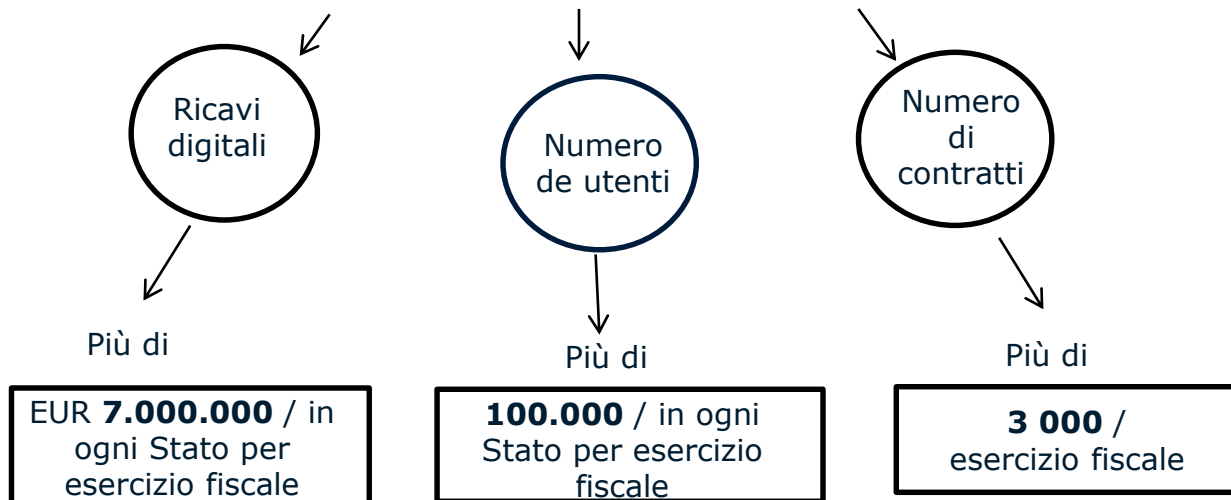 Ricavi
digitali
Numero
de utenti
Numero
di
contratti
Più di
Più di
Più di
EUR 7.000.000 / in
ogni Stato per
esercizio fiscale
100.000 / in ogni
Stato per esercizio
fiscale
3 000 /
esercizio fiscale